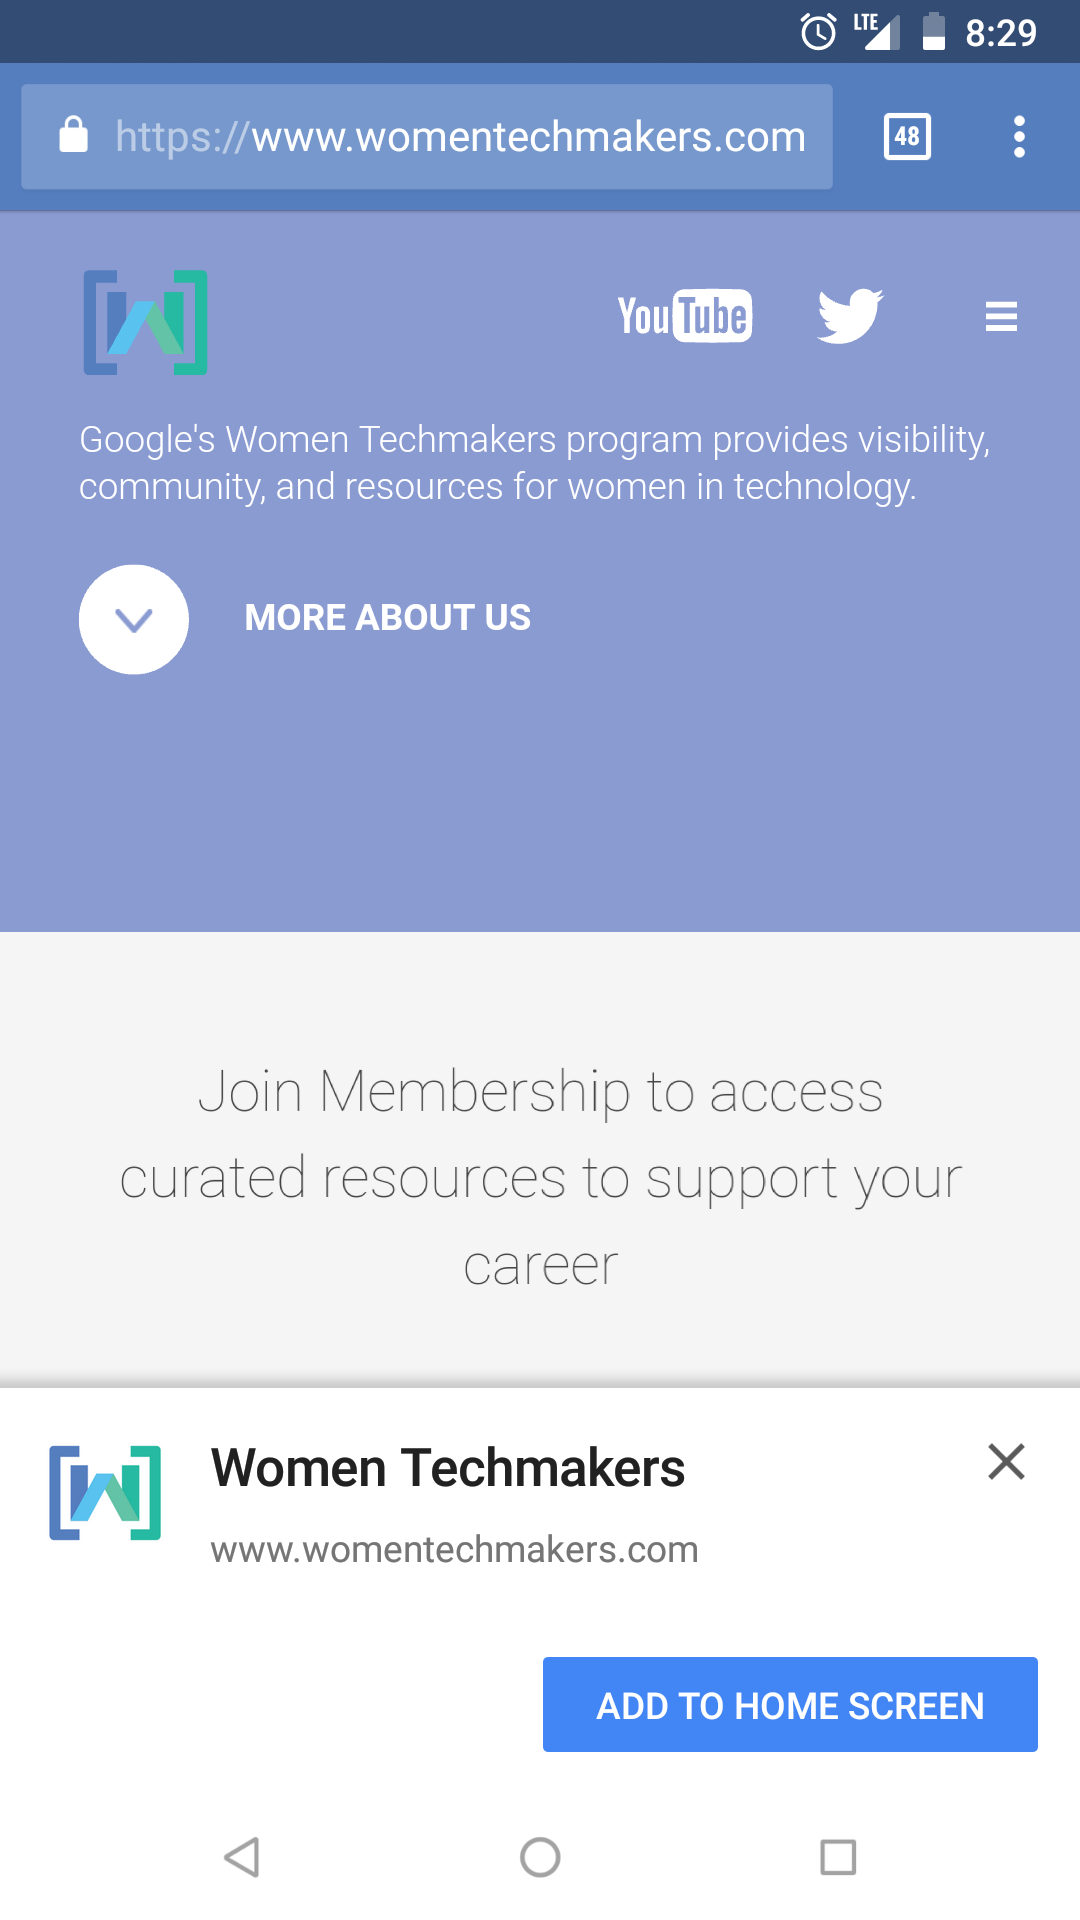 LTE 8:29
https://www.womentechmakers.com 48
YouTube
Google's Women Techmakers program provides visibility,
community, and resources for women in technology.
MORE ABOUT US
Join Membership to access
curated resources to support your
career
Women Techmakers
www.womentechmakers.com
ADD TO HOME SCREEN